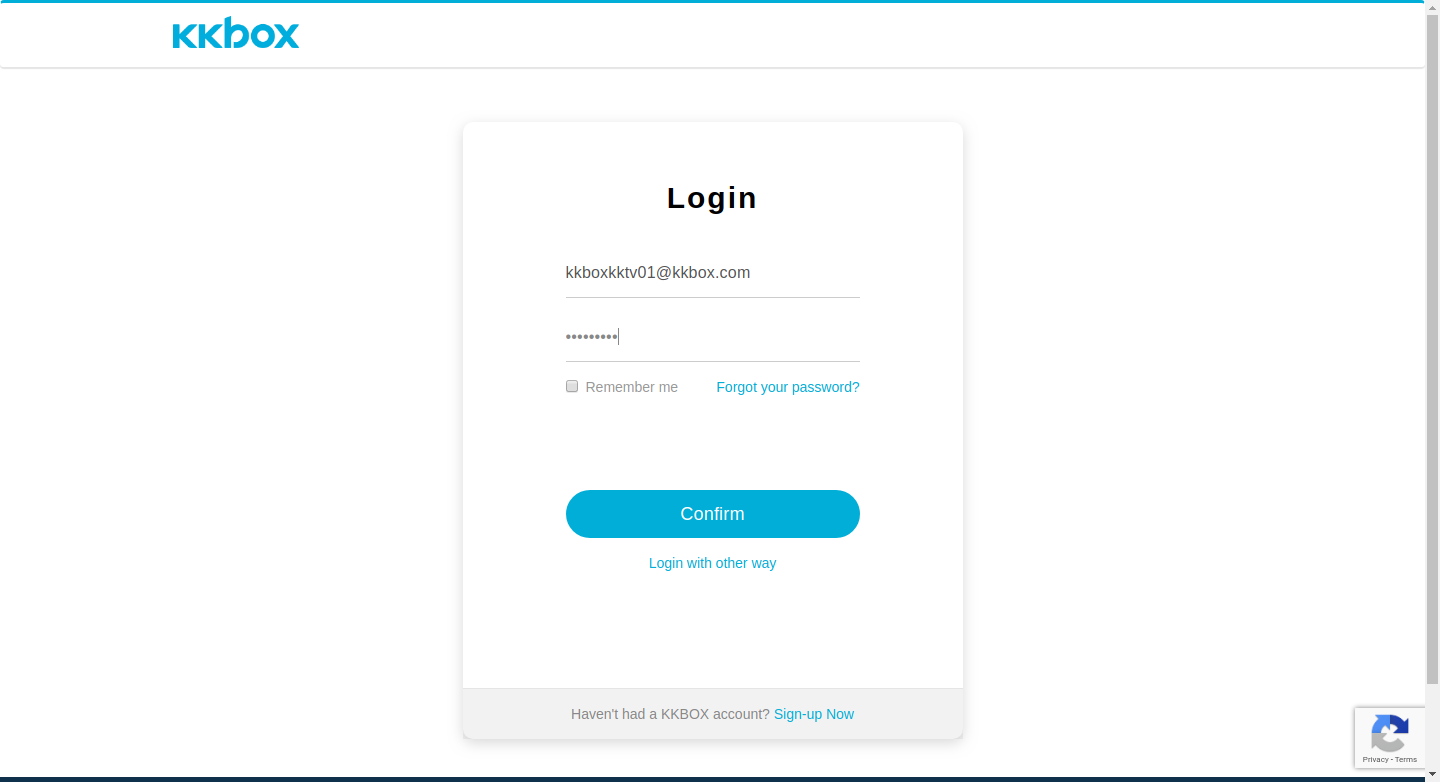 KKBOX
Login
kkboxkktv01@kkbox.com
•••••••••
Remember me Forgot your password?
Confirm
Login with other way
Haven't had a KKBOX account? Sign-up Now
Privacy - Terms